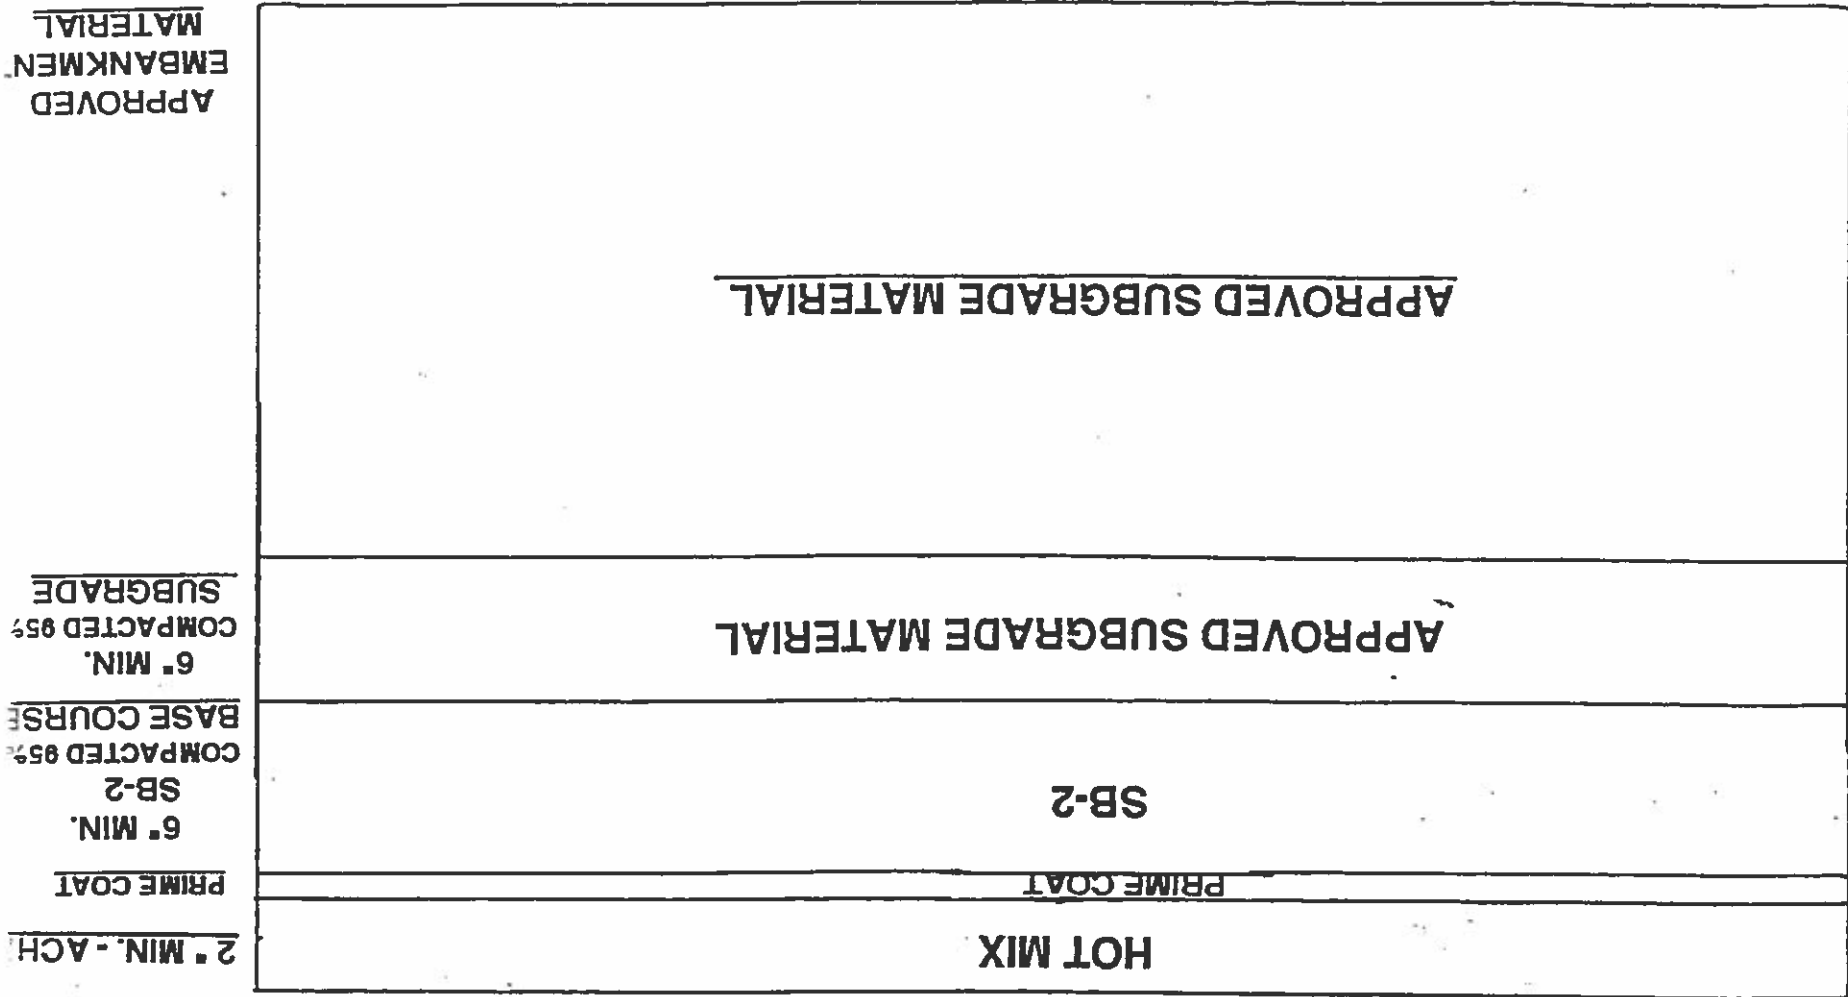 HOT MIX
2" MIN. - ACH
PRIME COAT
PRIME COAT
SB-2
6" MIN.
SB-2
COMPACTED 95%
BASE COURSE
APPROVED SUBGRADE MATERIAL
6" MIN.
COMPACTED 95%
SUBGRADE
APPROVED SUBGRADE MATERIAL
APPROVED
EMBANKMEN
MATERIAL